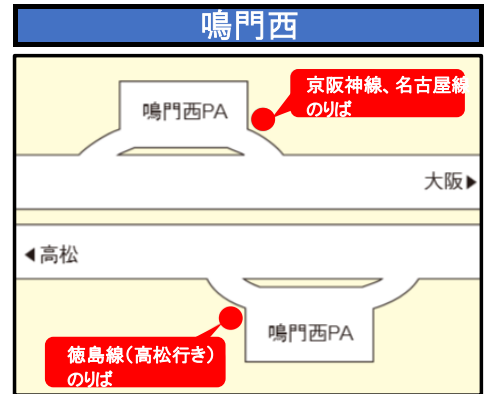 鳴門西
京阪神線、名古屋線
のりば
鳴門西PA
大阪▶
◀高松
鳴門西PA
徳島線（高松行き）
のりば